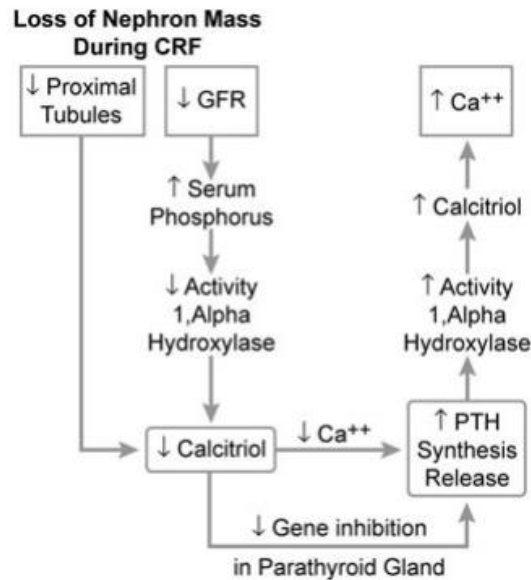 Loss of Nephron Mass
During CRF
↓ Proximal
Tubules
↓ GFR
↑ Serum
Phosphorus
↓ Activity
1,Alpha
Hydroxylase
↓ Calcitriol
↓ Ca⁺⁺
↓ Gene inhibition
in Parathyroid Gland
↑ PTH
Synthesis
Release
↑ Activity
1,Alpha
Hydroxylase
↑ Calcitriol
↑ Ca⁺⁺